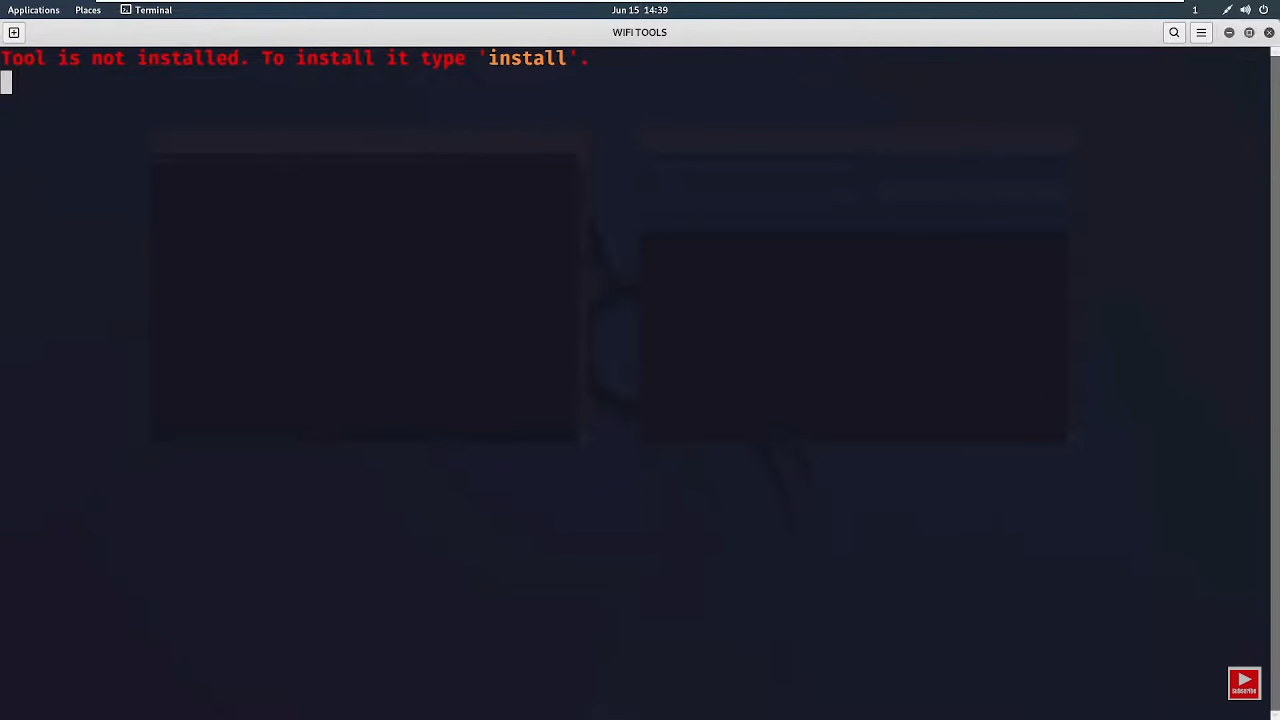 Applications Places Terminal Jun 15 14:39 1
WIFI TOOLS
Tool is not installed. To install it type 'install'.
subscribe